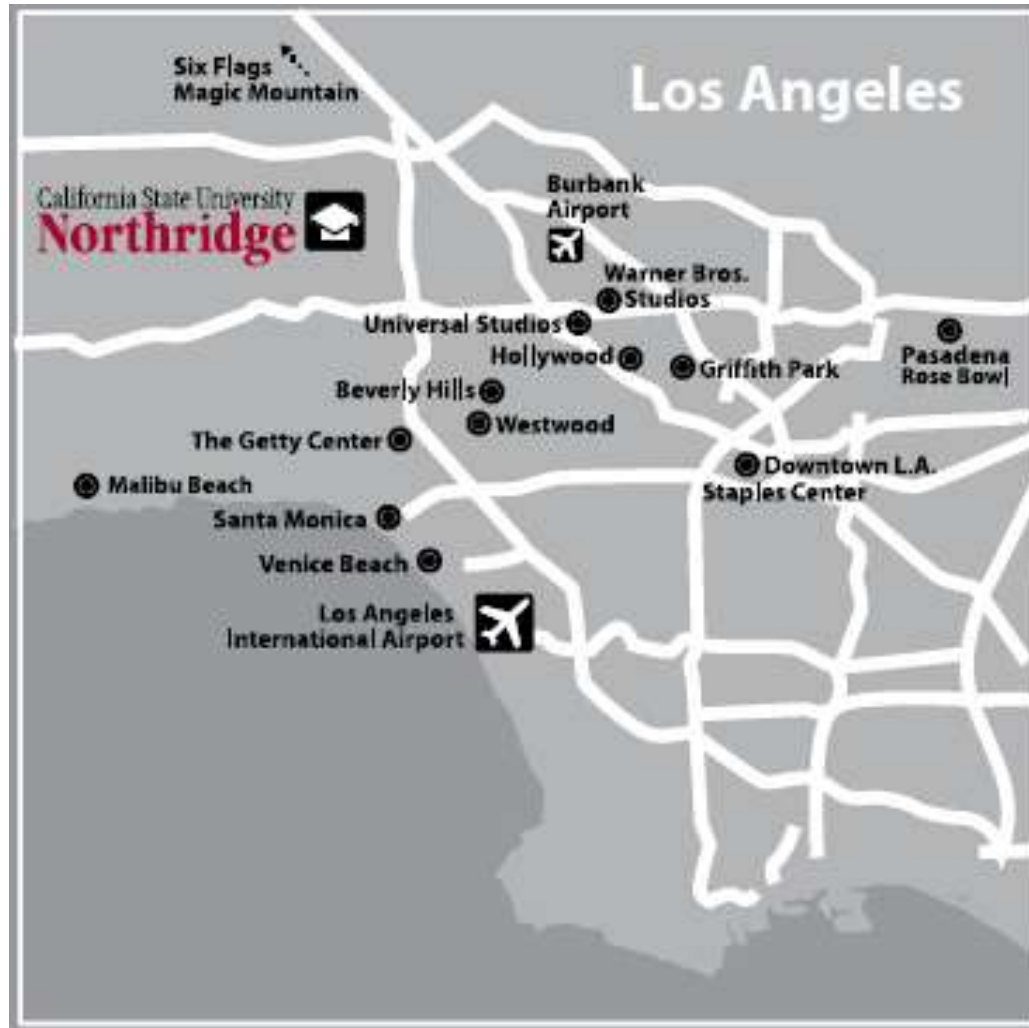 Los Angeles
Six Flags
Magic Mountain
California State University
Northridge
Burbank
Airport
Warner Bros.
Studios
Universal Studios
Hollywood
Griffith Park
Pasadena
Rose Bowl
Beverly Hills
Westwood
The Getty Center
Downtown L.A.
Staples Center
Malibu Beach
Santa Monica
Venice Beach
Los Angeles
International Airport